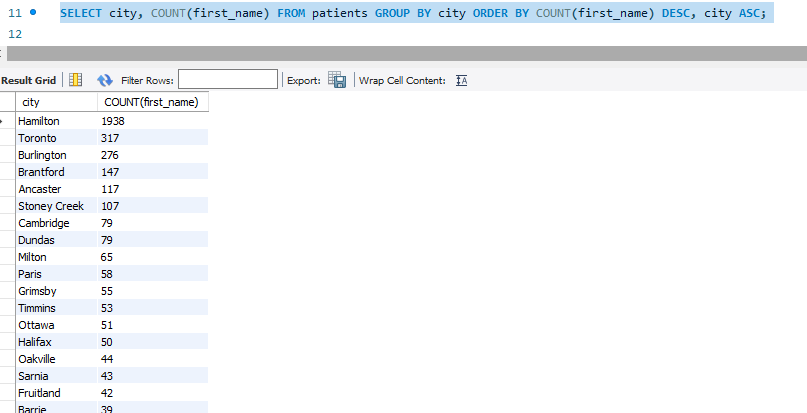 11 SELECT city, COUNT(first_name) FROM patients GROUP BY city ORDER BY COUNT(first_name) DESC, city ASC;
12
Result Grid Filter Rows: Export: Wrap Cell Content:
city COUNT(first_name)
Hamilton 1938
Toronto 317
Burlington 276
Brantford 147
Ancaster 117
Stoney Creek 107
Cambridge 79
Dundas 79
Milton 65
Paris 58
Grimsby 55
Timmins 53
Ottawa 51
Halifax 50
Oakville 44
Sarnia 43
Fruitland 42
Barrie 39